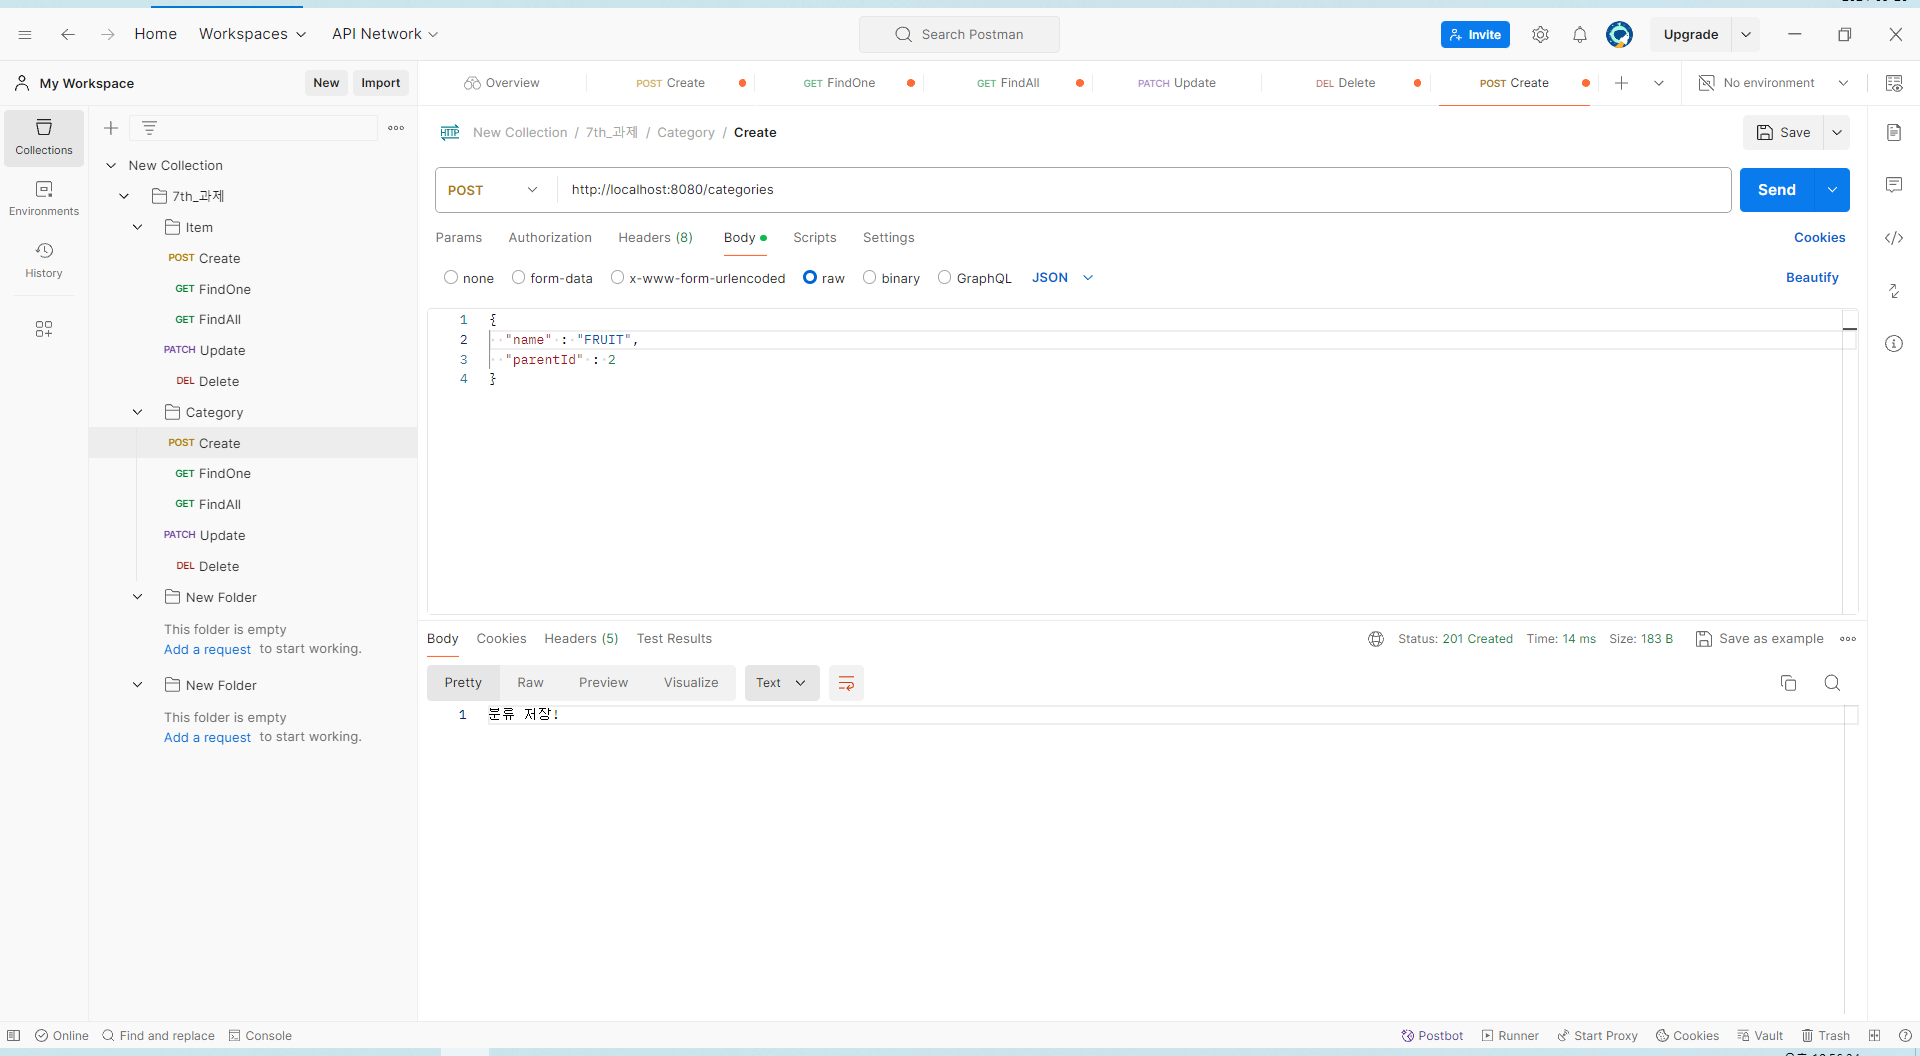 Home Workspaces API Network Search Postman Invite Upgrade
My Workspace New Import Overview POST Create GET FindOne GET FindAll PATCH Update DEL Delete POST Create No environment
Collections
Environments
History
New Collection
7th_과제
Item
POST Create
GET FindOne
GET FindAll
PATCH Update
DEL Delete
Category
POST Create
GET FindOne
GET FindAll
PATCH Update
DEL Delete
New Folder
This folder is empty
Add a request to start working.
New Folder
This folder is empty
Add a request to start working.
HTTP New Collection / 7th_과제 / Category / Create Save
POST http://localhost:8080/categories Send
Params Authorization Headers (8) Body Scripts Settings Cookies
none form-data x-www-form-urlencoded raw binary GraphQL JSON Beautify
1 {
2 "name" : "FRUIT",
3 "parentId" : 2
4 }
Body Cookies Headers (5) Test Results Status: 201 Created Time: 14 ms Size: 183 B Save as example
Pretty Raw Preview Visualize Text
1 분류 저장!
Online Find and replace Console Postbot Runner Start Proxy Cookies Vault Trash